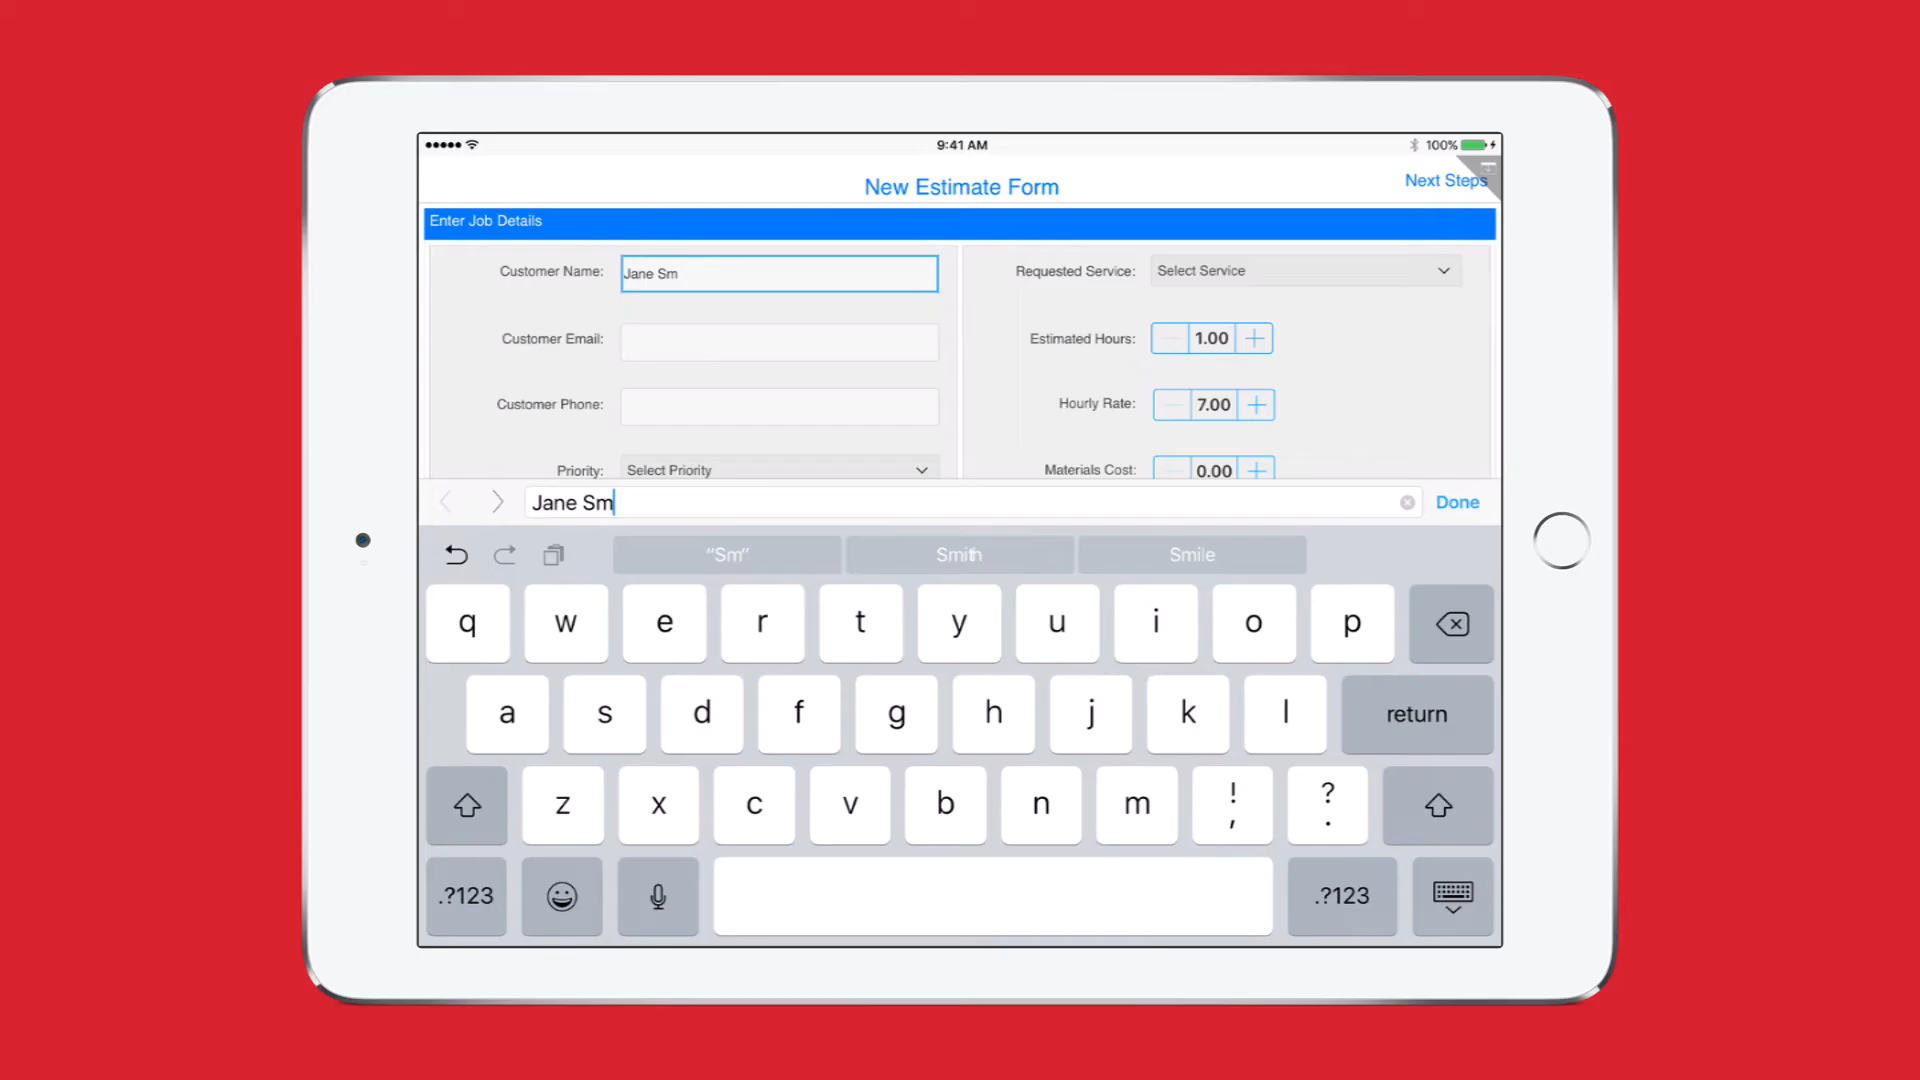 9:41 AM
100%
New Estimate Form
Next Steps
Enter Job Details
Customer Name: Jane Sm
Requested Service: Select Service
Customer Email:
Estimated Hours: 1.00
Customer Phone:
Hourly Rate: 7.00
Priority: Select Priority
Materials Cost: 0.00
Jane Sm
Done
“Sm” Smith Smile
q w e r t y u i o p
a s d f g h j k l return
z x c v b n m ! , ? .
.?123 .?123